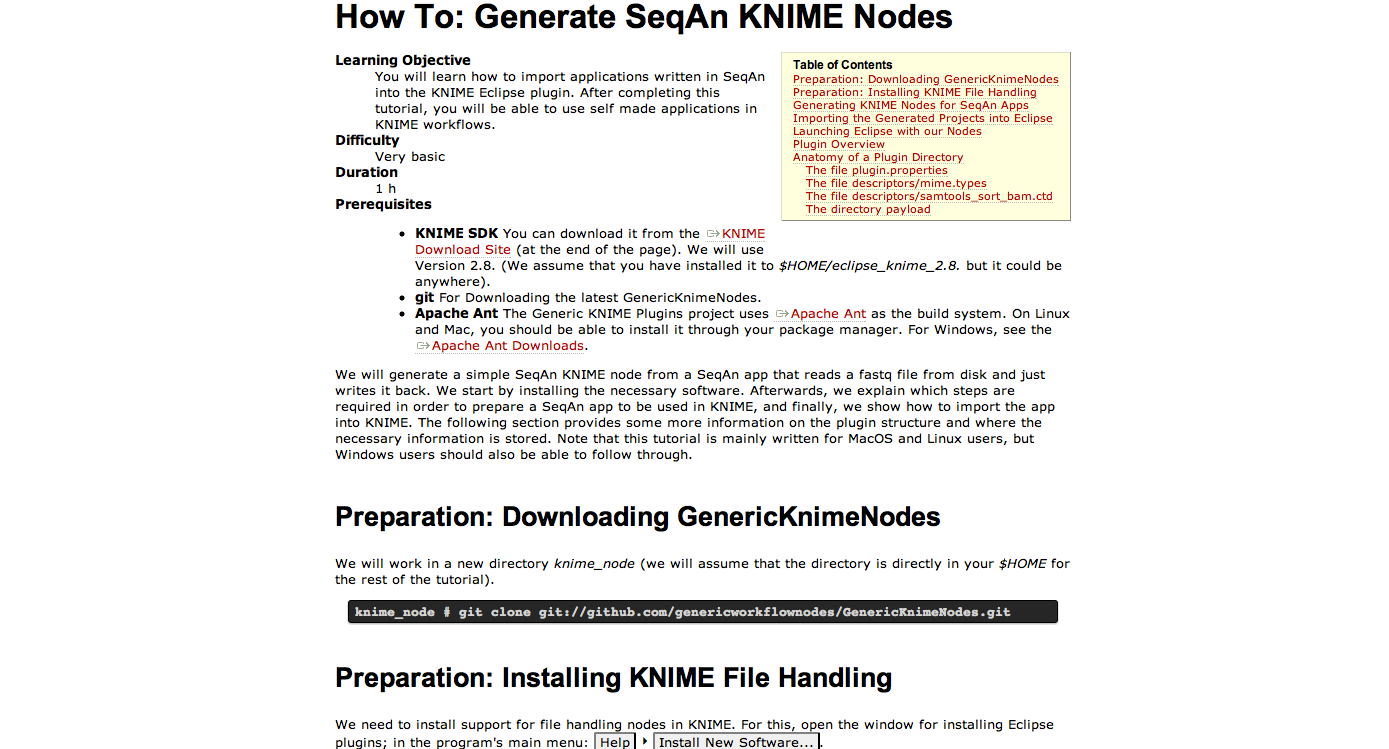 How To: Generate SeqAn KNIME Nodes
Learning Objective
You will learn how to import applications written in SeqAn
into the KNIME Eclipse plugin. After completing this
tutorial, you will be able to use self made applications in
KNIME workflows.
Difficulty
Very basic
Duration
1 h
Prerequisites
Table of Contents
Preparation: Downloading GenericKnimeNodes
Preparation: Installing KNIME File Handling
Generating KNIME Nodes for SeqAn Apps
Importing the Generated Projects into Eclipse
Launching Eclipse with our Nodes
Plugin Overview
Anatomy of a Plugin Directory
The file plugin.properties
The file descriptors/mime.types
The file descriptors/samtools_sort_bam.ctd
The directory payload
• KNIME SDK You can download it from the KNIME
Download Site (at the end of the page). We will use
Version 2.8. (We assume that you have installed it to $HOME/eclipse_knime_2.8. but it could be
anywhere).
• git For Downloading the latest GenericKnimeNodes.
• Apache Ant The Generic KNIME Plugins project uses Apache Ant as the build system. On Linux
and Mac, you should be able to install it through your package manager. For Windows, see the
Apache Ant Downloads.
We will generate a simple SeqAn KNIME node from a SeqAn app that reads a fastq file from disk and just
writes it back. We start by installing the necessary software. Afterwards, we explain which steps are
required in order to prepare a SeqAn app to be used in KNIME, and finally, we show how to import the app
into KNIME. The following section provides some more information on the plugin structure and where the
necessary information is stored. Note that this tutorial is mainly written for MacOS and Linux users, but
Windows users should also be able to follow through.
Preparation: Downloading GenericKnimeNodes
We will work in a new directory knime_node (we will assume that the directory is directly in your $HOME for
the rest of the tutorial).
knime_node # git clone git://github.com/genericworkflownodes/GenericKnimeNodes.git
Preparation: Installing KNIME File Handling
We need to install support for file handling nodes in KNIME. For this, open the window for installing Eclipse
plugins; in the program's main menu: Help ‣ Install New Software....